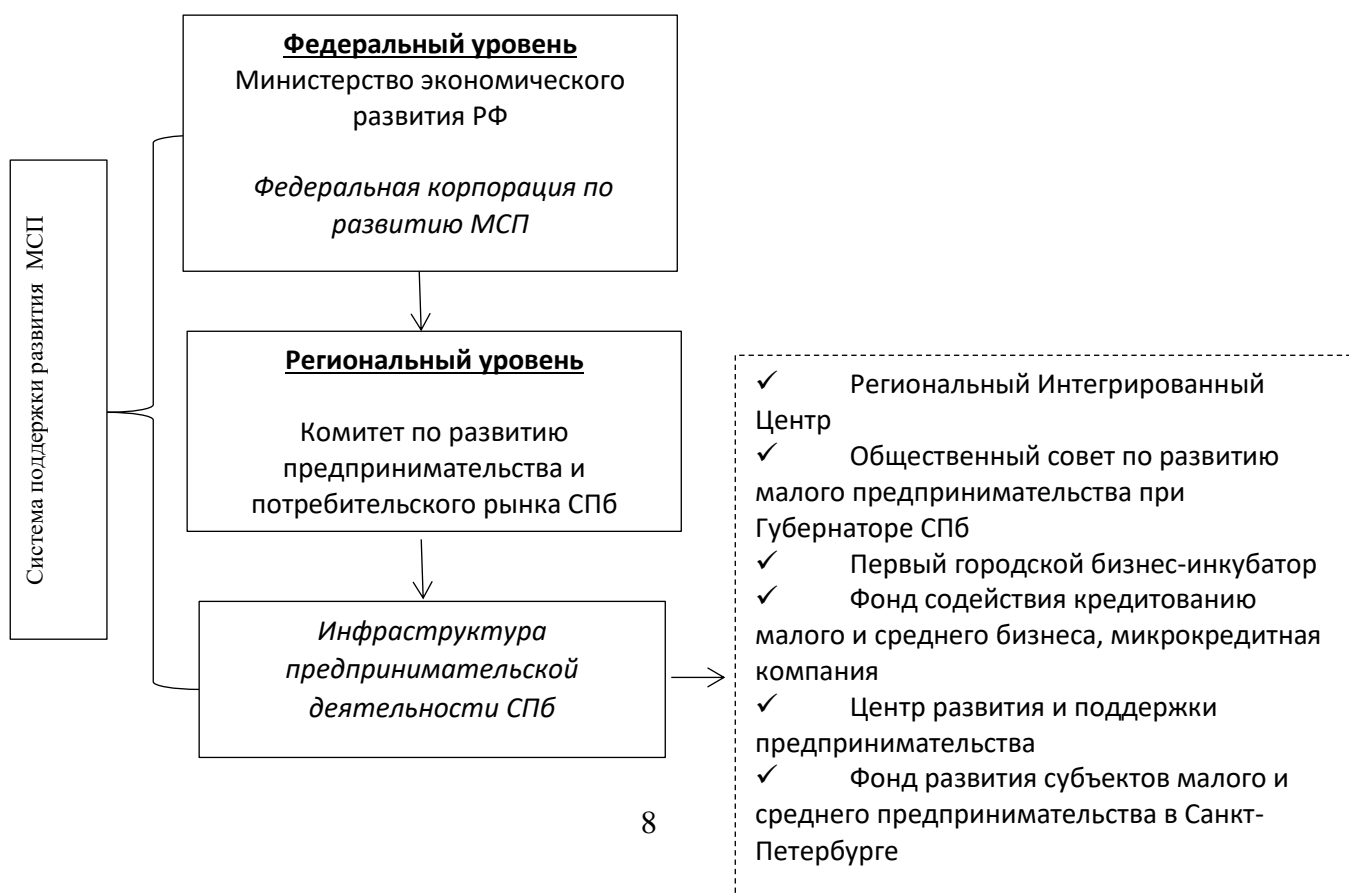 Система поддержки развития МСП
Федеральный уровень
Министерство экономического
развития РФ
Федеральная корпорация по
развитию МСП
Региональный уровень
Комитет по развитию
предпринимательства и
потребительского рынка СПб
Инфраструктура
предпринимательской
деятельности СПб
✓ Региональный Интегрированный
Центр
✓ Общественный совет по развитию
малого предпринимательства при
Губернаторе СПб
✓ Первый городской бизнес-инкубатор
✓ Фонд содействия кредитованию
малого и среднего бизнеса, микрокредитная
компания
✓ Центр развития и поддержки
предпринимательства
✓ Фонд развития субъектов малого и
среднего предпринимательства в Санкт-
Петербурге
8